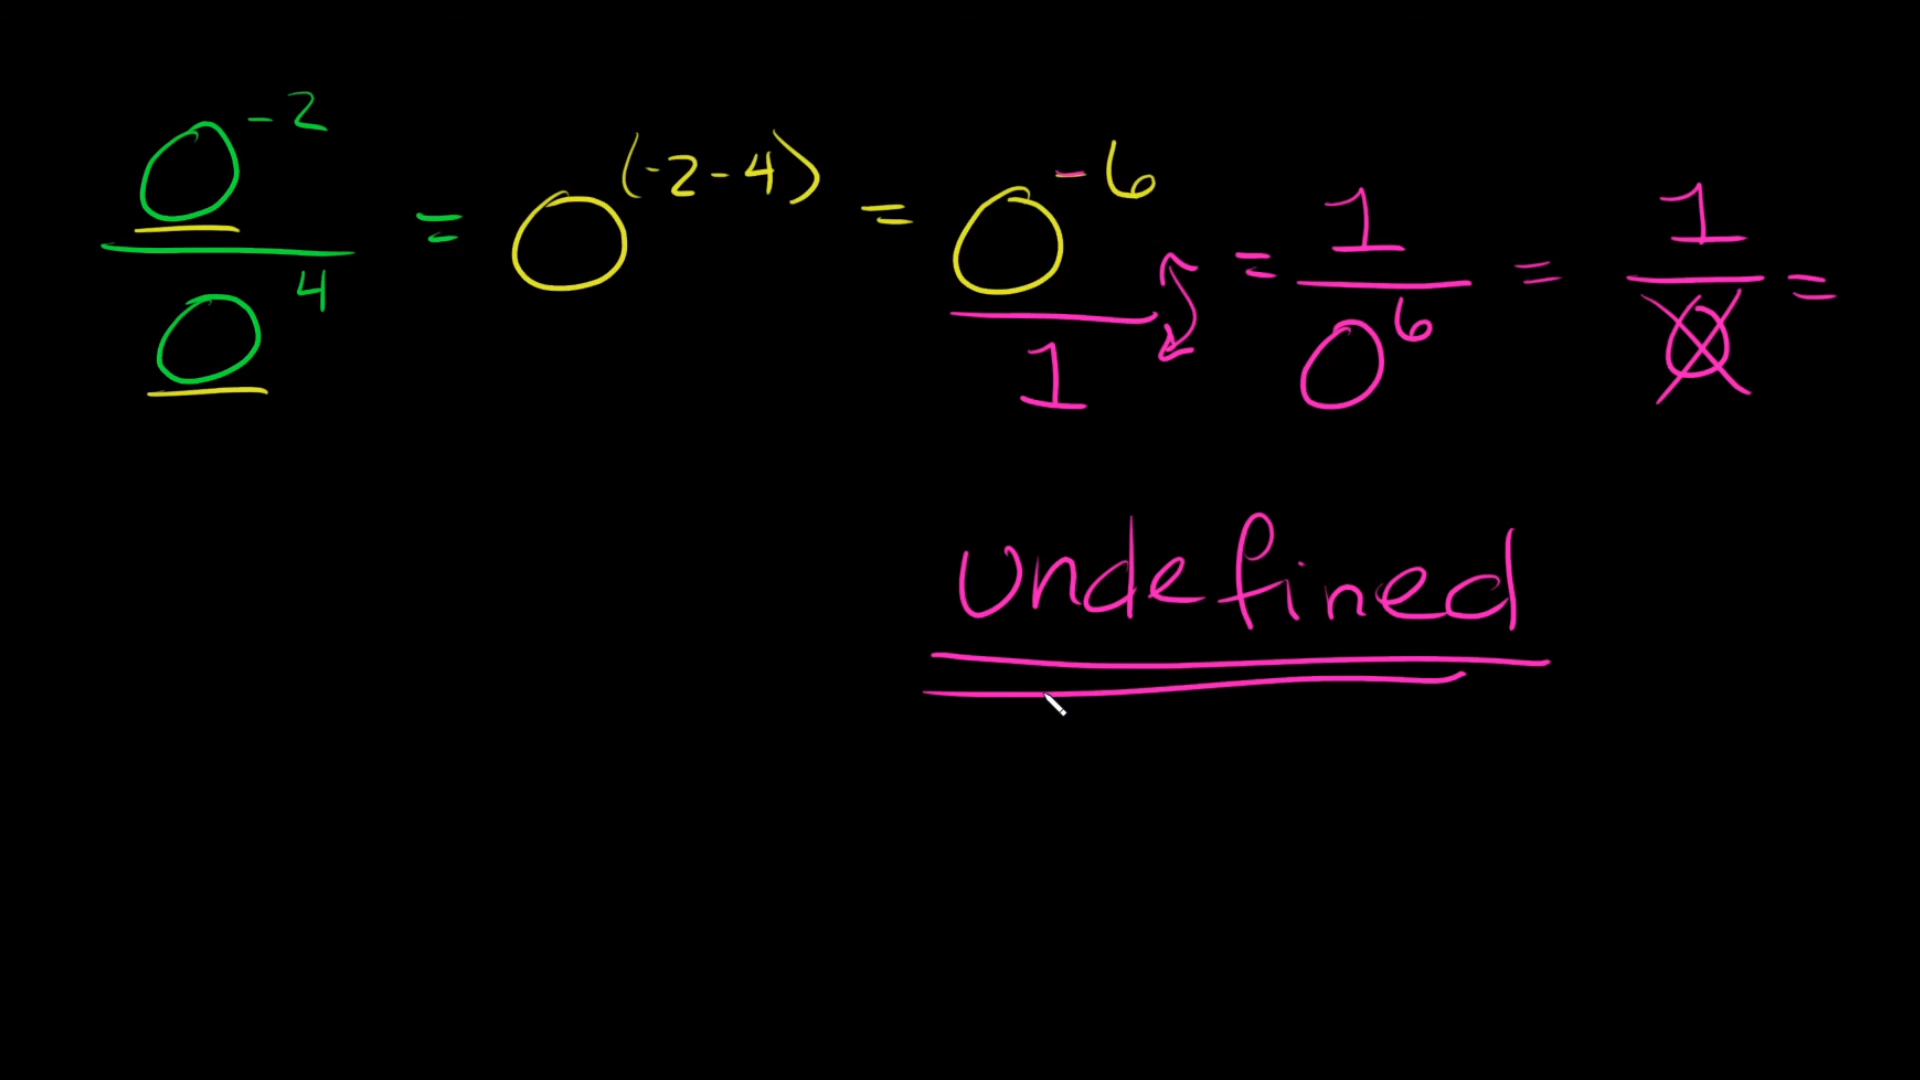 0^-2 / 0^4 = 0^(-2-4) = 0^-6 / 1 = 1 / 0^6 = 1 / 0 =
Undefined